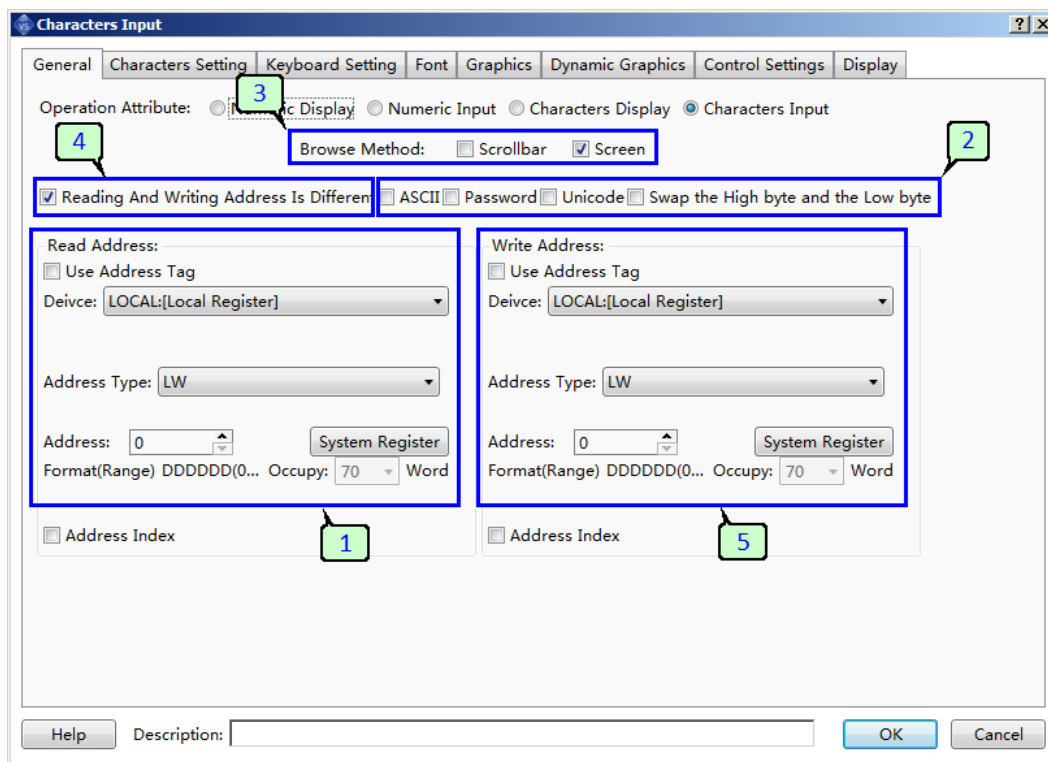 Characters Input
General Characters Setting Keyboard Setting Font Graphics Dynamic Graphics Control Settings Display
3
Operation Attribute: Display Numeric Input Characters Display Characters Input
4
2
Browse Method: Scrollbar Screen
Reading And Writing Address Is Differen ASCII Password Unicode Swap the High byte and the Low byte
Read Address: Write Address:
Use Address Tag Use Address Tag
Deivce: LOCAL:[Local Register] Deivce: LOCAL:[Local Register]
Address Type: LW Address Type: LW
Address: 0 System Register Address: 0 System Register
Format(Range) DDDDDD(0... Occupy: 70 Word Format(Range) DDDDDD(0... Occupy: 70 Word
Address Index 1 Address Index 5
Help Description: OK Cancel